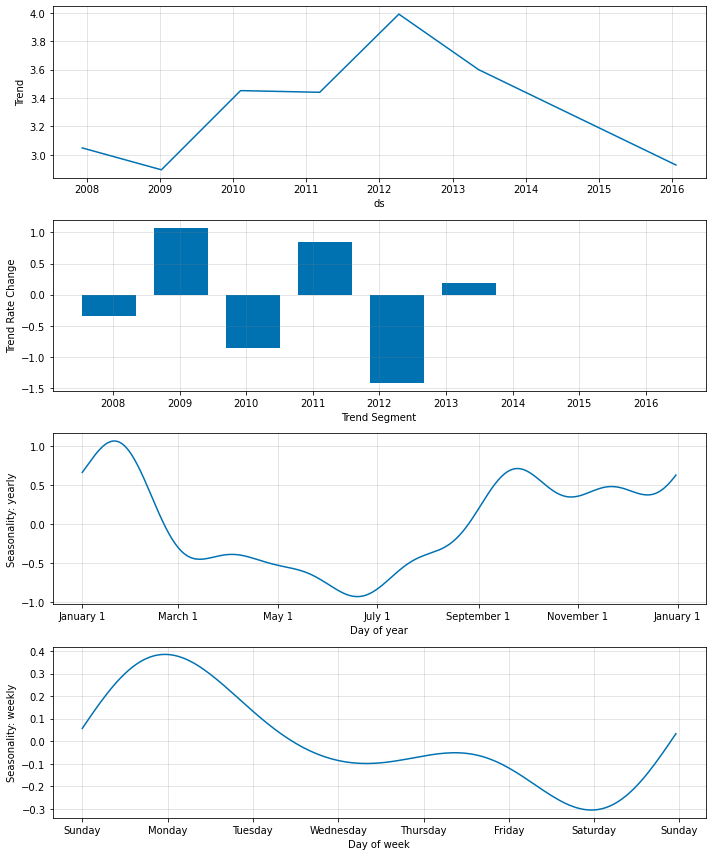 4.0
3.8
3.6
3.4
3.2
3.0
Trend
2008 2009 2010 2011 2012 2013 2014 2015 2016
ds
1.0
0.5
0.0
−0.5
−1.0
−1.5
Trend Rate Change
2008 2009 2010 2011 2012 2013 2014 2015 2016
Trend Segment
1.0
0.5
0.0
−0.5
−1.0
Seasonality: yearly
January 1 March 1 May 1 July 1 September 1 November 1 January 1
Day of year
0.4
0.3
0.2
0.1
0.0
−0.1
−0.2
−0.3
Seasonality: weekly
Sunday Monday Tuesday Wednesday Thursday Friday Saturday Sunday
Day of week